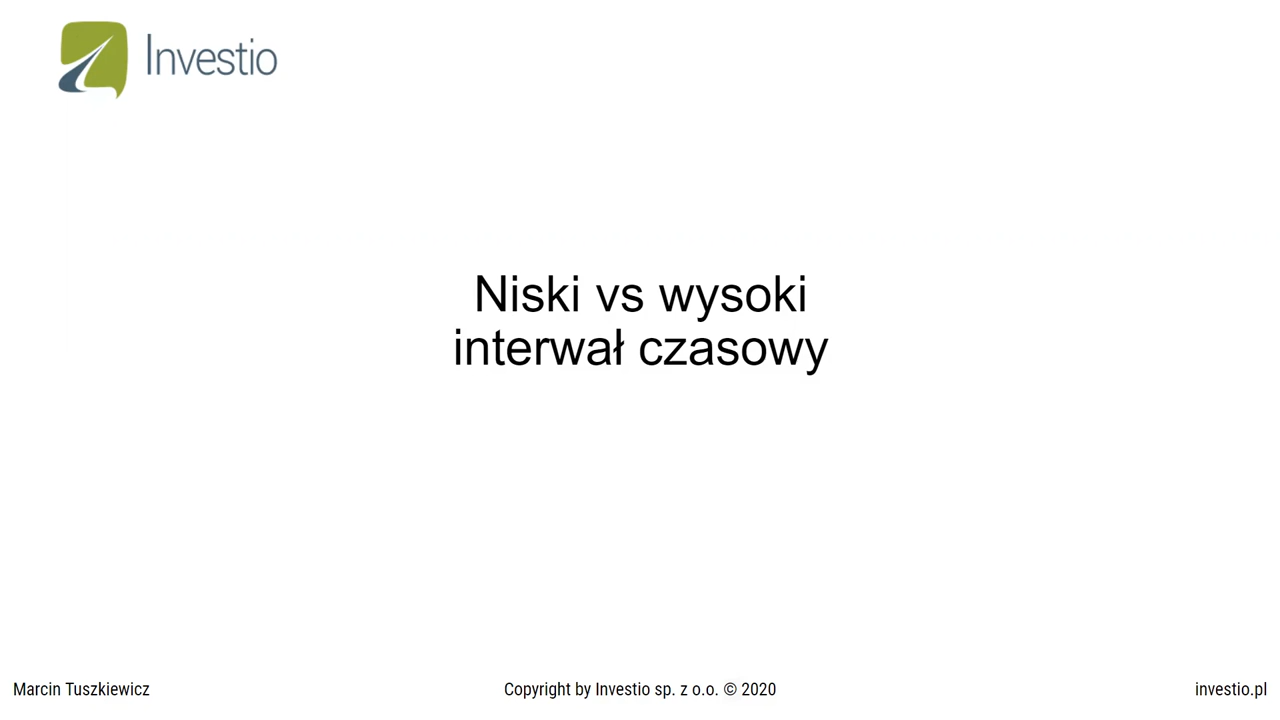 Investio
Niski vs wysoki
interwał czasowy
Marcin Tuszkiewicz
Copyright by Investio sp. z o.o. © 2020
investio.pl